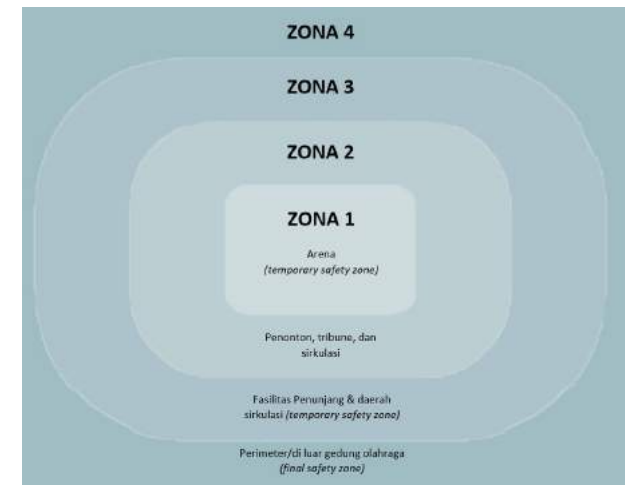 ZONA 4
ZONA 3
ZONA 2
ZONA 1
Arena
(temporary safety zone)
Penonton, tribune, dan
sirkulasi
Fasilitas Penunjang & daerah
sirkulasi (temporary safety zone)
Perimeter/di luar gedung olahraga
(final safety zone)